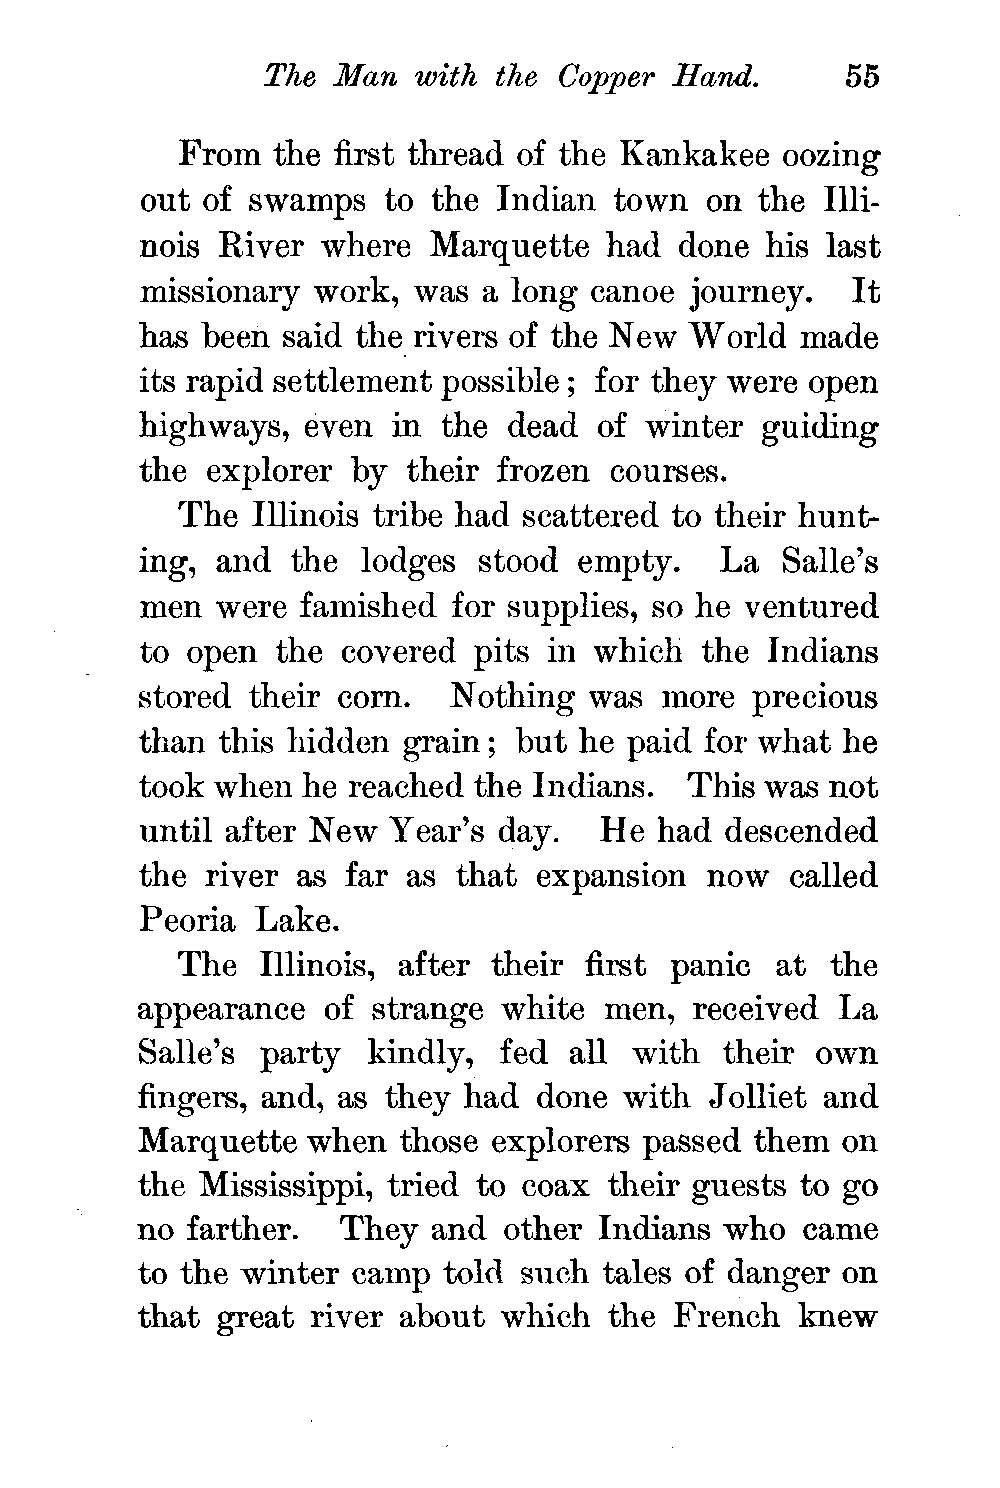 The Man with the Copper Hand. 55
From the first thread of the Kankakee oozing
out of swamps to the Indian town on the Illi-
nois River where Marquette had done his last
missionary work, was a long canoe journey. It
has been said the rivers of the New World made
its rapid settlement possible; for they were open
highways, even in the dead of winter guiding
the explorer by their frozen courses.
The Illinois tribe had scattered to their hunt-
ing, and the lodges stood empty. La Salle's
men were famished for supplies, so he ventured
to open the covered pits in which the Indians
stored their corn. Nothing was more precious
than this hidden grain; but he paid for what he
took when he reached the Indians. This was not
until after New Year's day. He had descended
the river as far as that expansion now called
Peoria Lake.
The Illinois, after their first panic at the
appearance of strange white men, received La
Salle's party kindly, fed all with their own
fingers, and, as they had done with Jolliet and
Marquette when those explorers passed them on
the Mississippi, tried to coax their guests to go
no farther. They and other Indians who came
to the winter camp told such tales of danger on
that great river about which the French knew